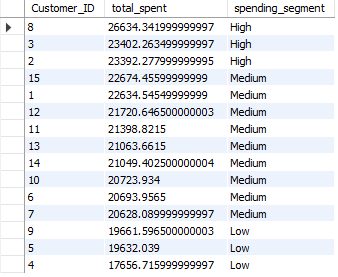 Customer_ID total_spent spending_segment
8 26634.341999999997 High
3 23402.263499999997 High
2 23392.277999999995 High
15 22674.45599999999 Medium
1 22634.54549999999 Medium
12 21720.646500000003 Medium
11 21398.8215 Medium
13 21063.6615 Medium
14 21049.402500000004 Medium
10 20723.934 Medium
6 20693.9565 Medium
7 20628.089999999997 Medium
9 19661.596500000003 Low
5 19632.039 Low
4 17656.715999999997 Low